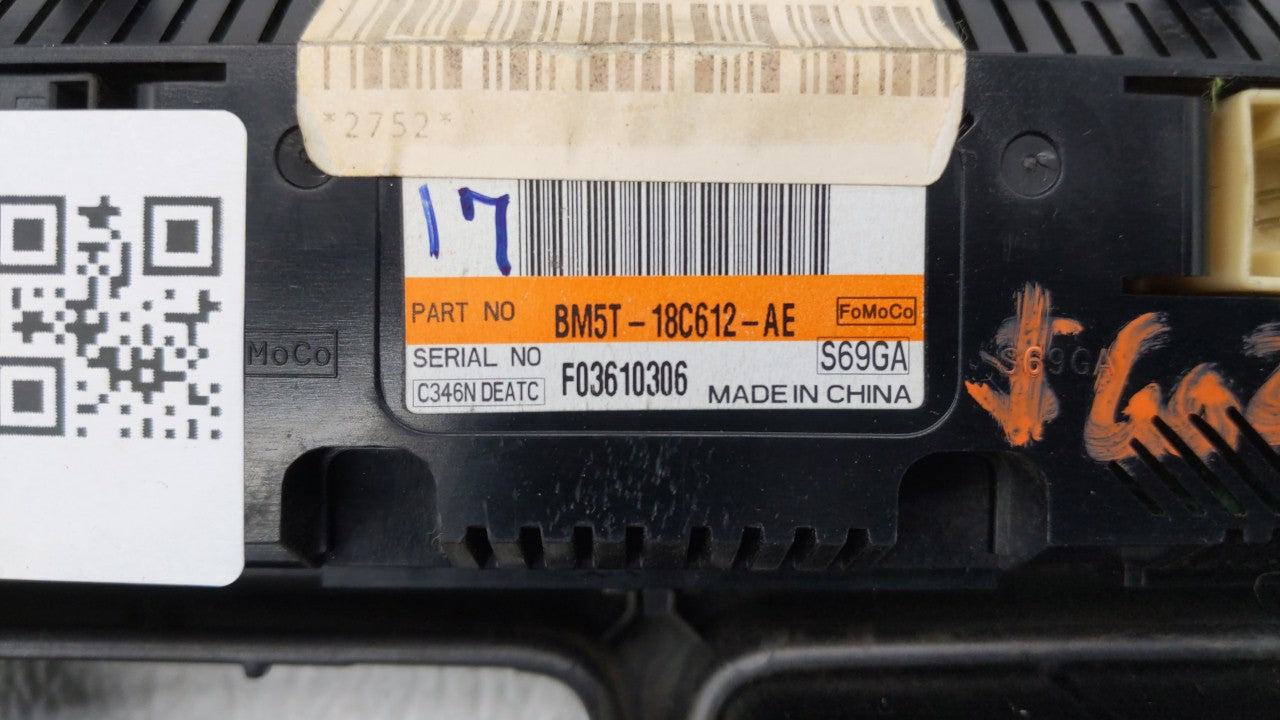 *2752*
17
PART NO BM5T-18C612-AE FoMoCo
SERIAL NO F03610306 S69GA
C346N DEATC MADE IN CHINA
MoCo
S69GA